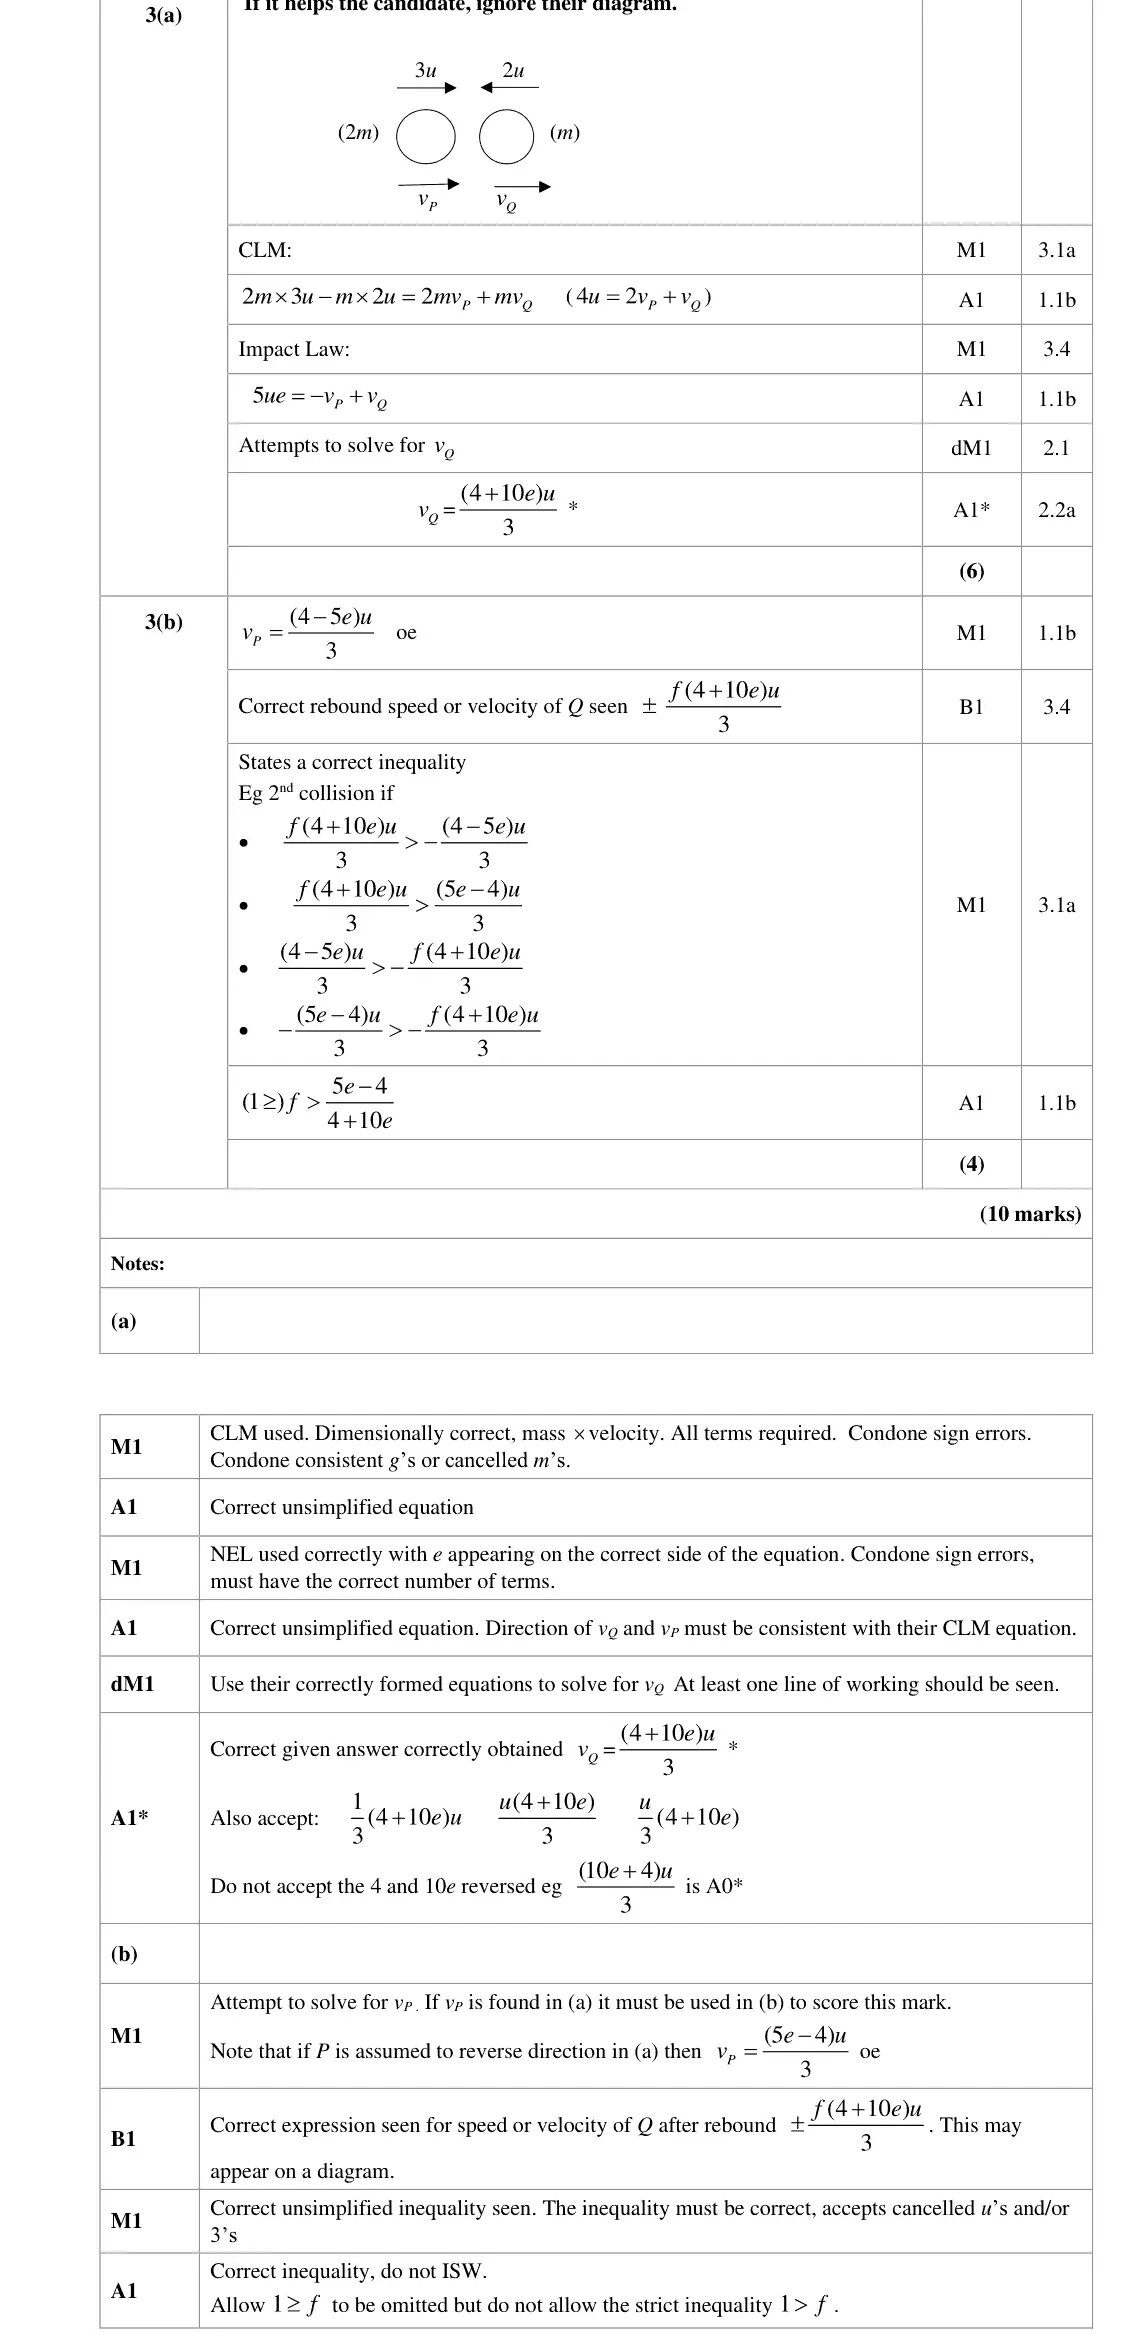 3(a)
If it helps the candidate, ignore their diagram.
3u 2u
(2m) (m)
v_P v_Q
CLM: M1 3.1a
2m×3u−m×2u=2mv_P+mv_Q (4u=2v_P+v_Q) A1 1.1b
Impact Law: M1 3.4
5ue=−v_P+v_Q A1 1.1b
Attempts to solve for v_Q dM1 2.1
v_Q=(4+10e)u/3 * A1* 2.2a
(6)
3(b) v_P=(4−5e)u/3 oe M1 1.1b
Correct rebound speed or velocity of Q seen ± f(4+10e)u/3 B1 3.4
States a correct inequality
Eg 2nd collision if
• f(4+10e)u/3 > −(4−5e)u/3
• f(4+10e)u/3 > (5e−4)u/3 M1 3.1a
• (4−5e)u/3 > −f(4+10e)u/3
• −(5e−4)u/3 > −f(4+10e)u/3
(1≥)f > (5e−4)/(4+10e) A1 1.1b
(4)
(10 marks)
Notes:
(a)
M1 CLM used. Dimensionally correct, mass ×velocity. All terms required. Condone sign errors.
Condone consistent g’s or cancelled m’s.
A1 Correct unsimplified equation
M1 NEL used correctly with e appearing on the correct side of the equation. Condone sign errors,
must have the correct number of terms.
A1 Correct unsimplified equation. Direction of v_Q and v_P must be consistent with their CLM equation.
dM1 Use their correctly formed equations to solve for v_Q At least one line of working should be seen.
Correct given answer correctly obtained v_Q=(4+10e)u/3 *
A1* Also accept: 1/3(4+10e)u u(4+10e)/3 u/3(4+10e)
Do not accept the 4 and 10e reversed eg (10e+4)u/3 is A0*
(b)
M1 Attempt to solve for v_P . If v_P is found in (a) it must be used in (b) to score this mark.
Note that if P is assumed to reverse direction in (a) then v_P=(5e−4)u/3 oe
B1 Correct expression seen for speed or velocity of Q after rebound ±f(4+10e)u/3. This may
appear on a diagram.
M1 Correct unsimplified inequality seen. The inequality must be correct, accepts cancelled u’s and/or
3’s
A1 Correct inequality, do not ISW.
Allow 1≥f to be omitted but do not allow the strict inequality 1>f.